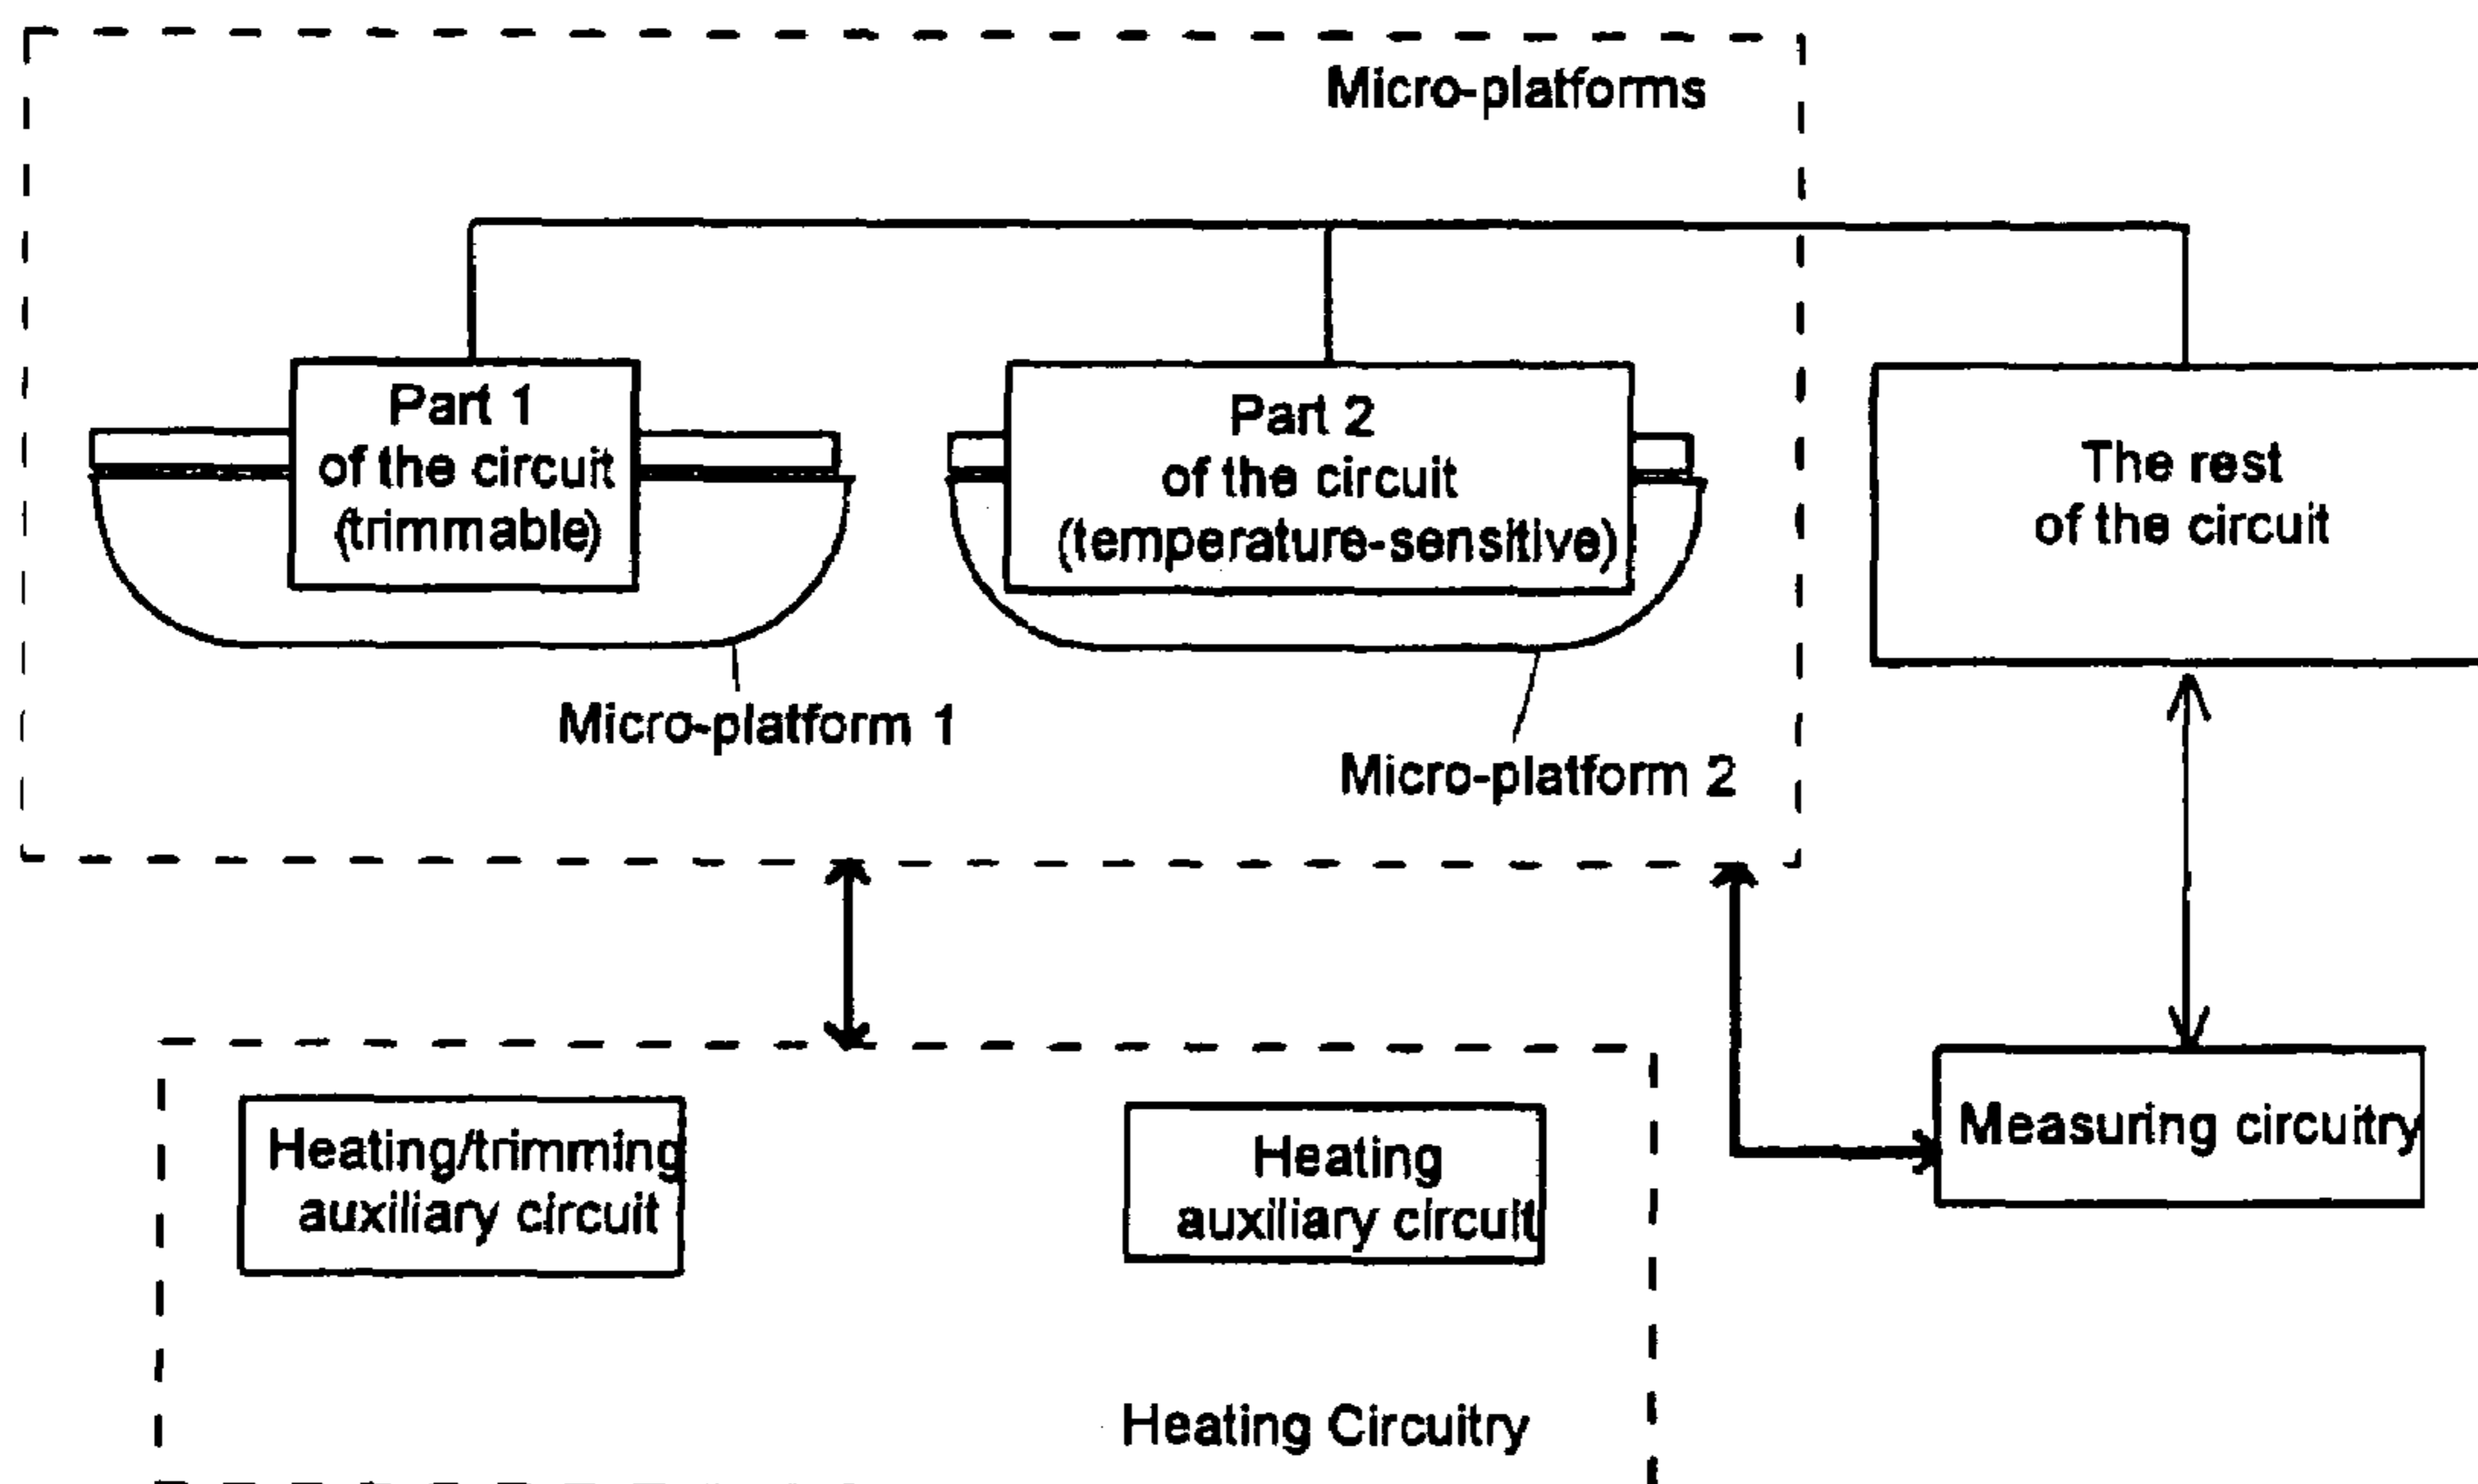 Micro-platforms
Part 1
of the circuit
(trimmable)
Part 2
of the circuit
(temperature-sensitive)
The rest
of the circuit
Micro-platform 1
Micro-platform 2
Heating/trimming
auxiliary circuit
Heating
auxiliary circuit
Measuring circuitry
Heating Circuitry